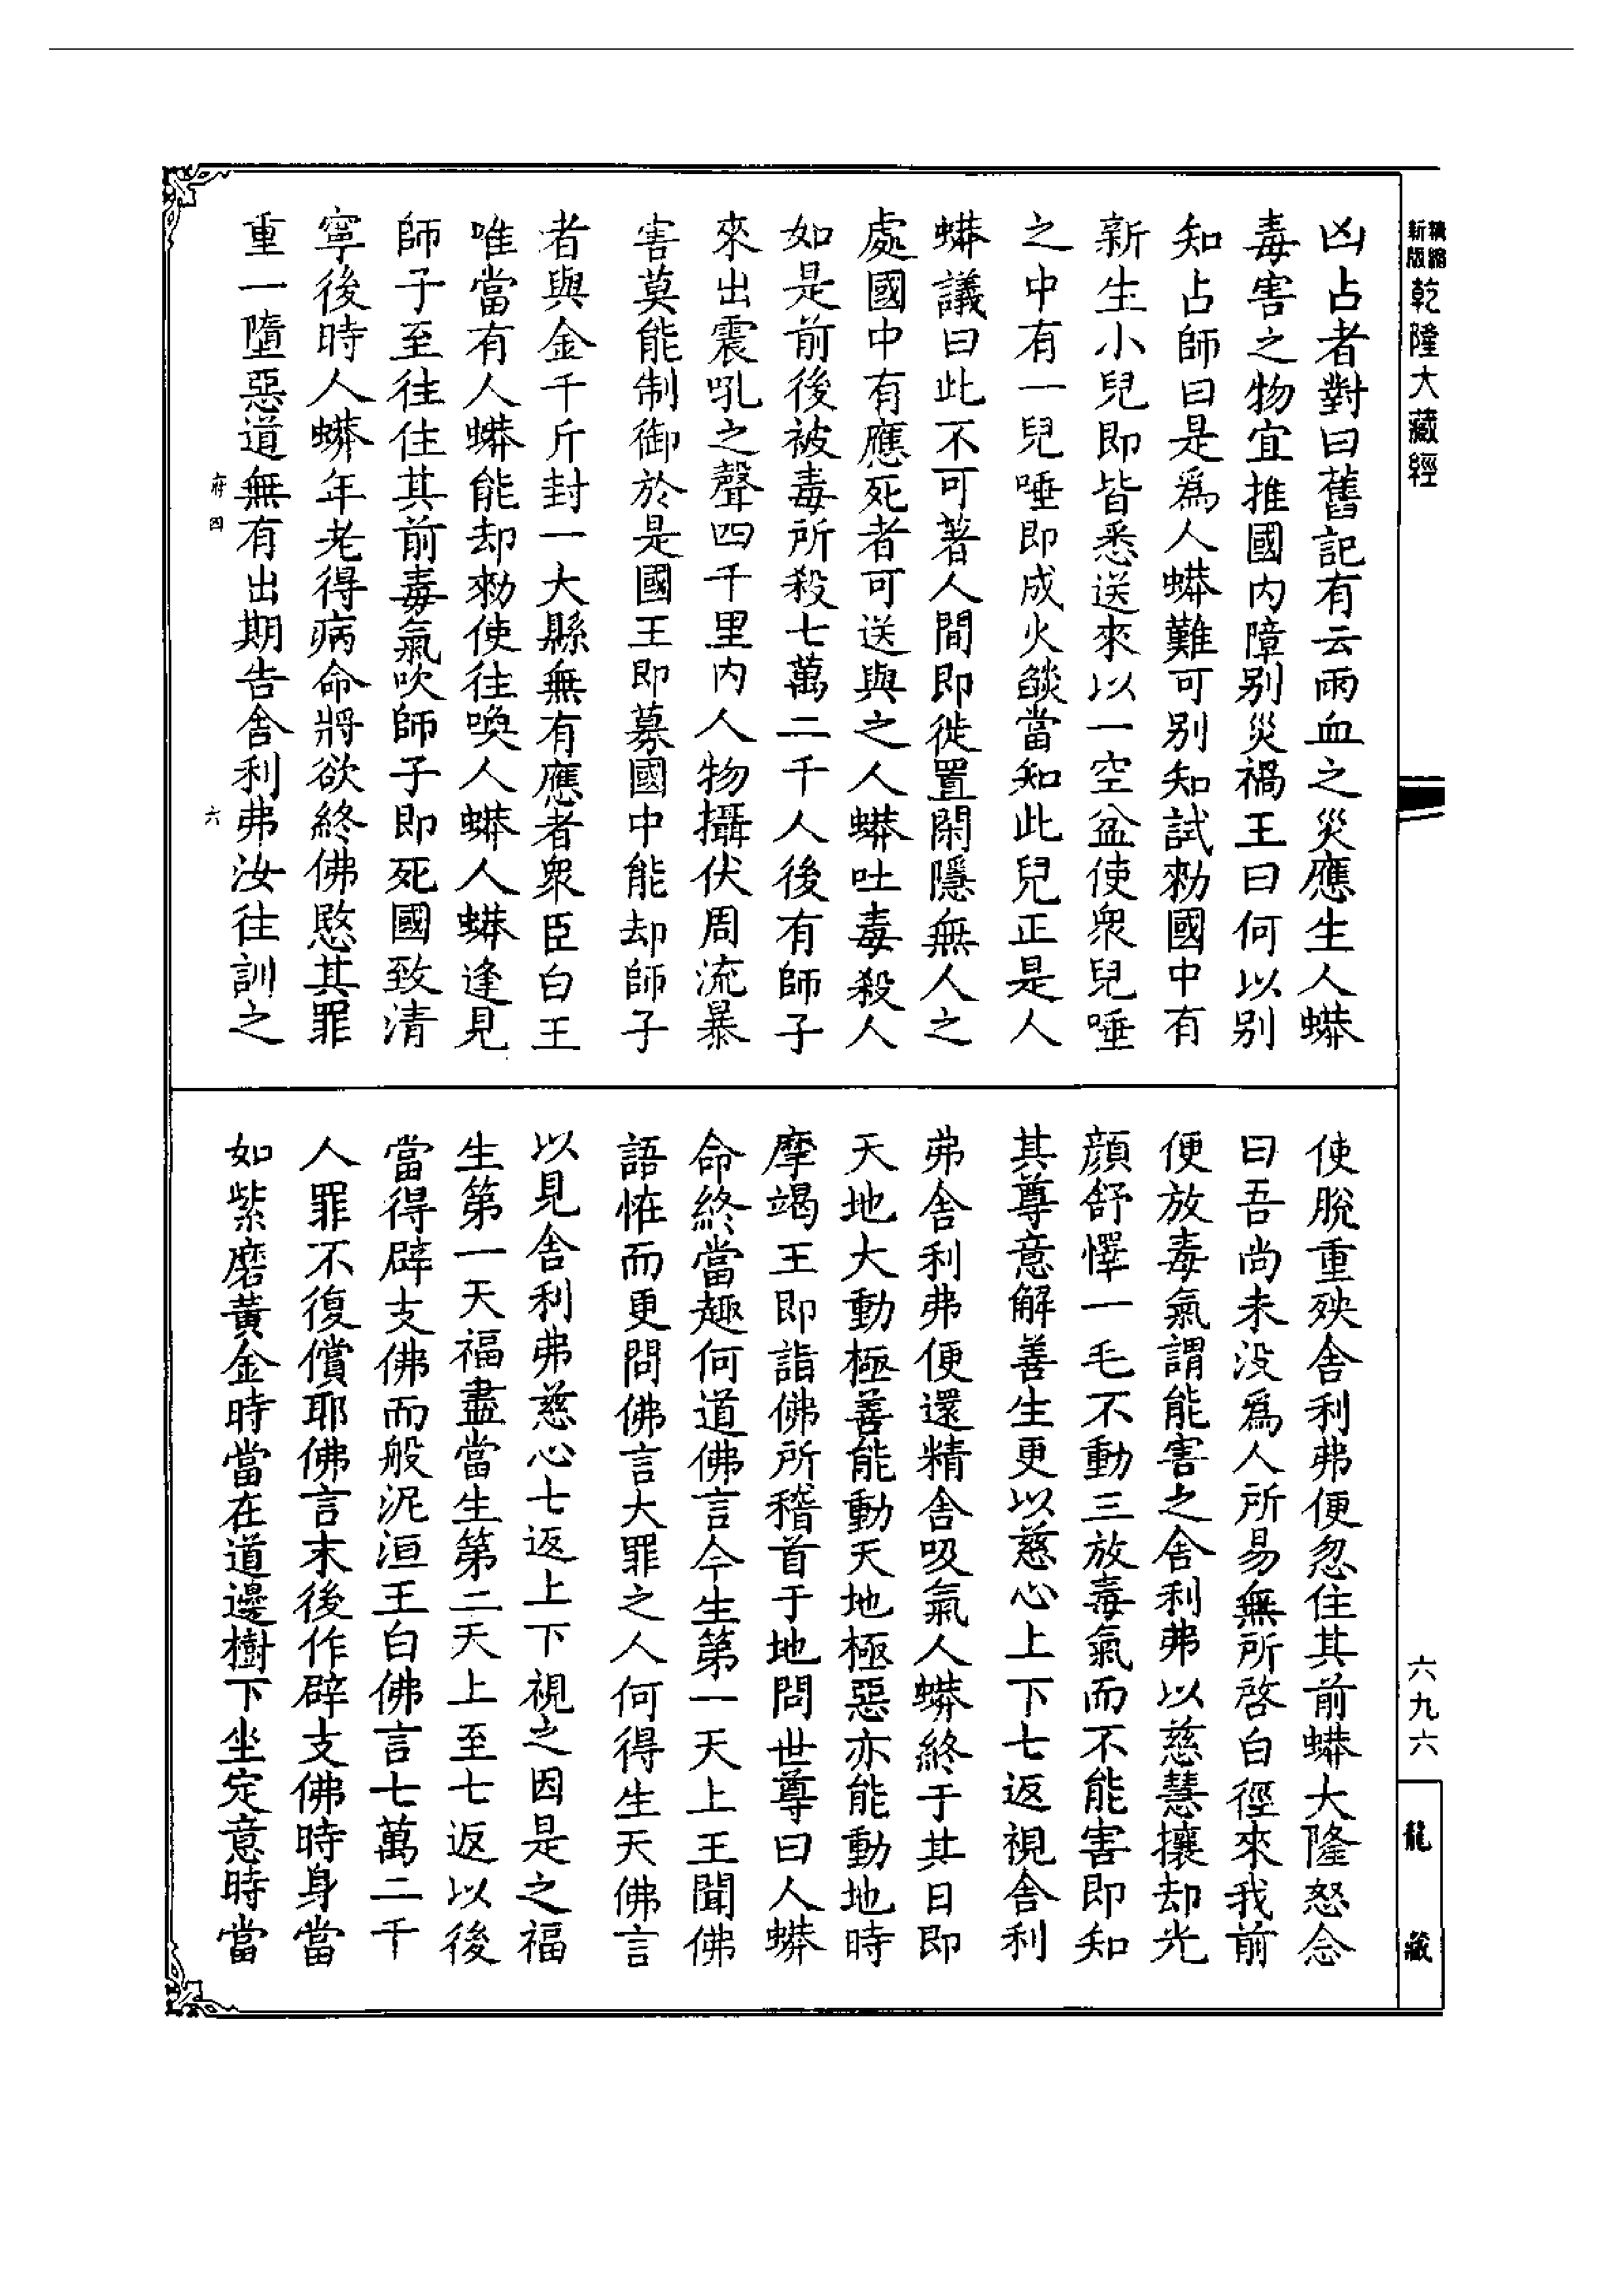 新版
精縮
乾隆大藏經
凶占者對曰舊記有云雨血之災應生人蟒
毒害之物宜推國內障別災禍王曰何以別
知占師曰是為人蟒難可別知試勑國中有
新生小兒即皆悉送來以一空盆使衆兒唾
之中有一兒唾即成火燄當知此兒正是人
蟒議曰此不可著人間即徙置閑隱無人之
處國中有應死者可送與之人蟒吐毒殺人
如是前後被毒所殺七萬二千人後有師子
來出震吼之聲四千里內人物攝伏周流暴
害莫能制御於是國王即募國中能却師子
者與金千斤封一大縣無有應者衆臣白王
唯當有人蟒能却勑使往喚人蟒人蟒逢見
師子至往住其前毒氣吹師子即死國致清
寧後時人蟒年老得病命將欲終佛愍其罪
重一墮惡道無有出期告舍利弗汝往訓之
府四
六
使脫重殃舍利弗便忽住其前蟒大隆怒念
曰吾尚未没為人所易無所啓白徑來我前
便放毒氣謂能害之舍利弗以慈慧攘却光
顏舒懌一毛不動三放毒氣而不能害即知
其尊意解善生更以慈心上下七返視舍利
弗舍利弗便還精舍吸氣人蟒終于其日即
天地大動極善能動天地極惡亦能動地時
摩竭王即詣佛所稽首于地問世尊曰人蟒
命終當趣何道佛言今生第一天上王聞佛
語恠而更問佛言大罪之人何得生天佛言
以見舍利弗慈心七返上下視之因是之福
生第一天福盡當生第二天上至七返以後
當得辟支佛而般泥洹王白佛言七萬二千
人罪不復償耶佛言末後作辟支佛時身當
如紫磨黃金時當在道邊樹下坐定意時當
六九六
龍藏